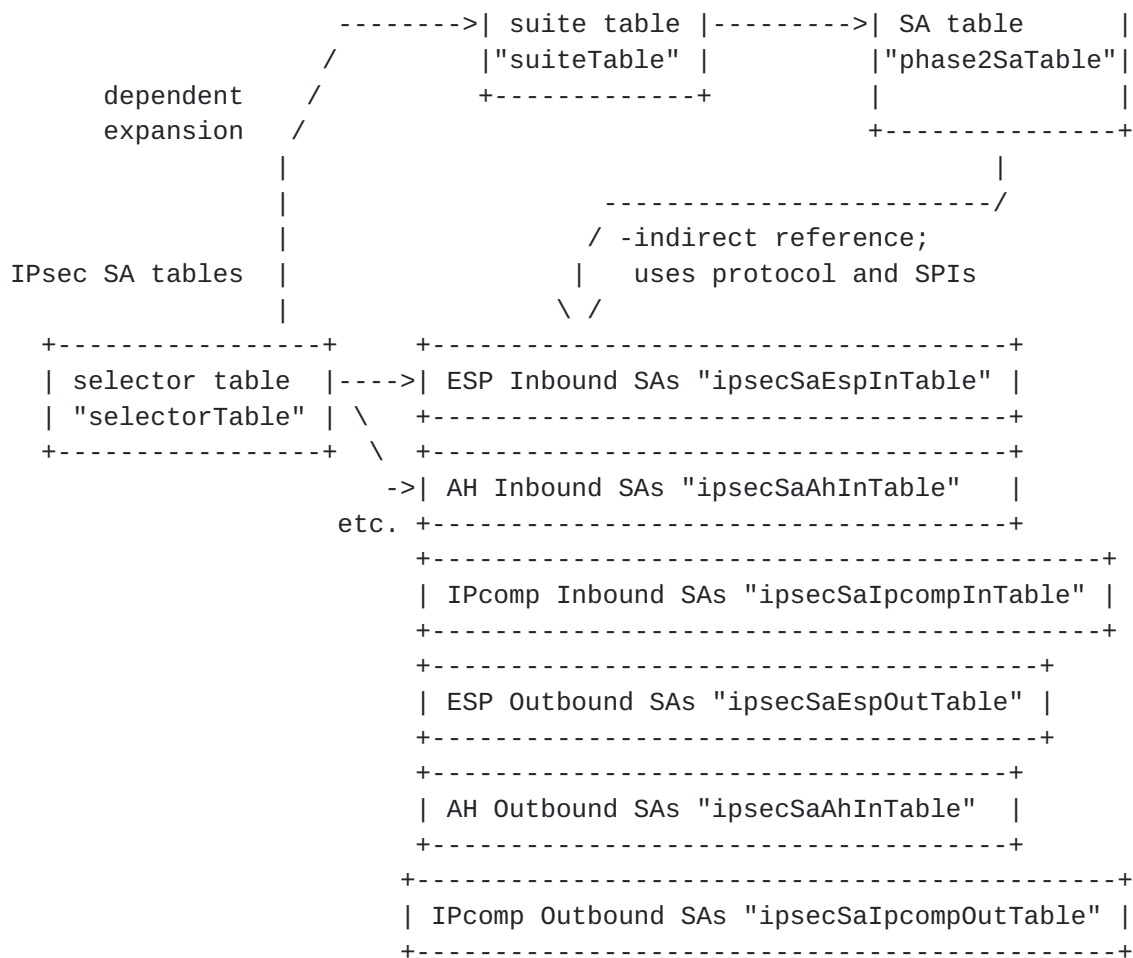 -------->| suite table |--------->| SA table      |
/         |"suiteTable" |          |"phase2SaTable"|
dependent    /          +-------------+          |               |
expansion   /                                    +---------------+
|                                             |
|                    -------------------------/
|                   / -indirect reference;
IPsec SA tables  |                  |   uses protocol and SPIs
|                 \ /
+-----------------+     +-------------------------------------+
| selector table  |---->| ESP Inbound SAs "ipsecSaEspInTable" |
| "selectorTable" | \   +-------------------------------------+
+-----------------+  \  +-------------------------------------+
->| AH Inbound SAs "ipsecSaAhInTable"   |
etc. +-------------------------------------+
+-------------------------------------------+
| IPcomp Inbound SAs "ipsecSaIpcompInTable" |
+-------------------------------------------+
+---------------------------------------+
| ESP Outbound SAs "ipsecSaEspOutTable" |
+---------------------------------------+
+-------------------------------------+
| AH Outbound SAs "ipsecSaAhInTable"  |
+-------------------------------------+
+---------------------------------------------+
| IPcomp Outbound SAs "ipsecSaIpcompOutTable" |
+---------------------------------------------+